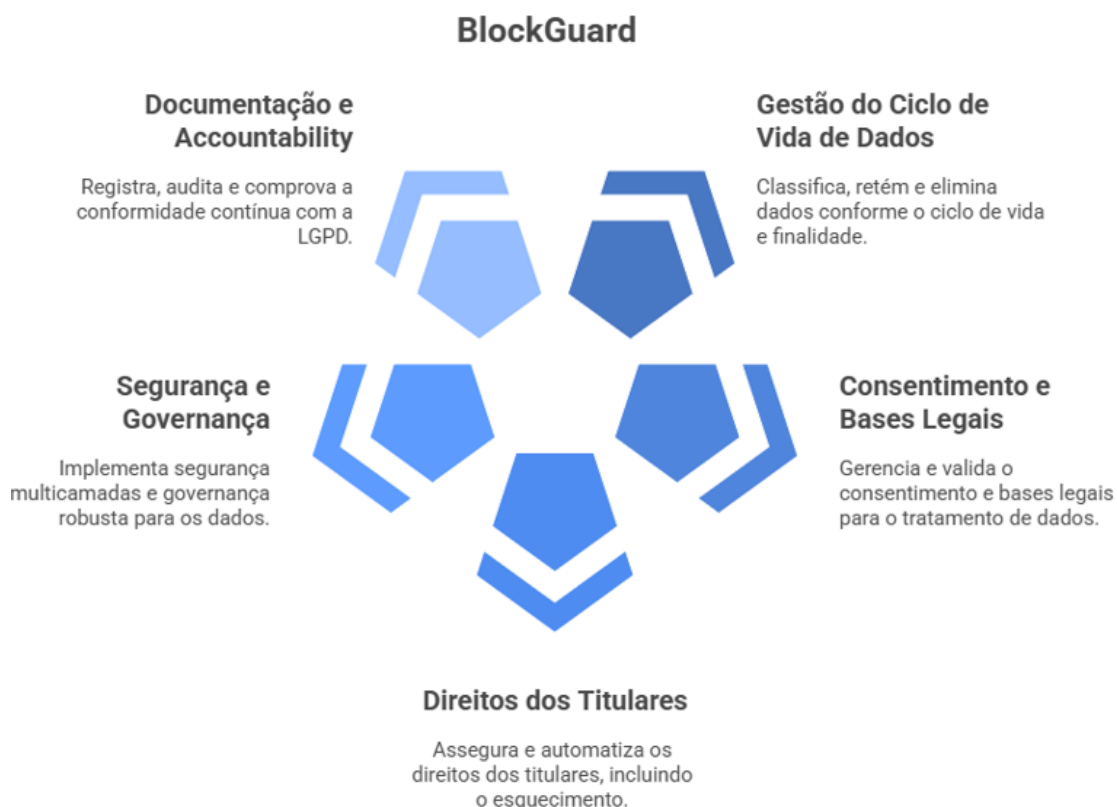 BlockGuard
Documentação e
Accountability
Registra, audita e comprova a
conformidade contínua com a
LGPD.
Gestão do Ciclo de
Vida de Dados
Classifica, retém e elimina
dados conforme o ciclo de vida
e finalidade.
Segurança e
Governança
Implementa segurança
multicamadas e governança
robusta para os dados.
Consentimento e
Bases Legais
Gerencia e valida o
consentimento e bases legais
para o tratamento de dados.
Direitos dos Titulares
Assegura e automatiza os
direitos dos titulares, incluindo
o esquecimento.